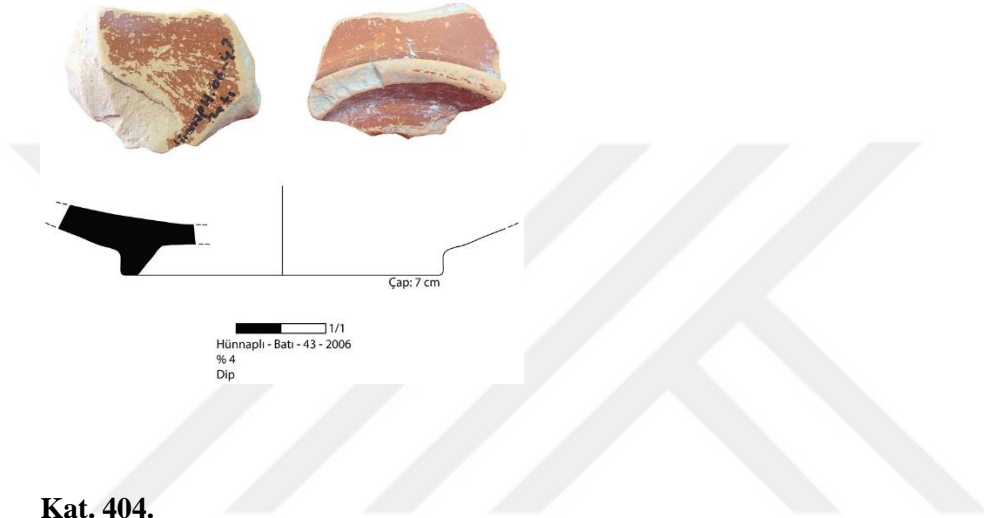 Çap: 7 cm
1/1
Hünnaplı - Batı - 43 - 2006
% 4
Dip
Kat. 404.